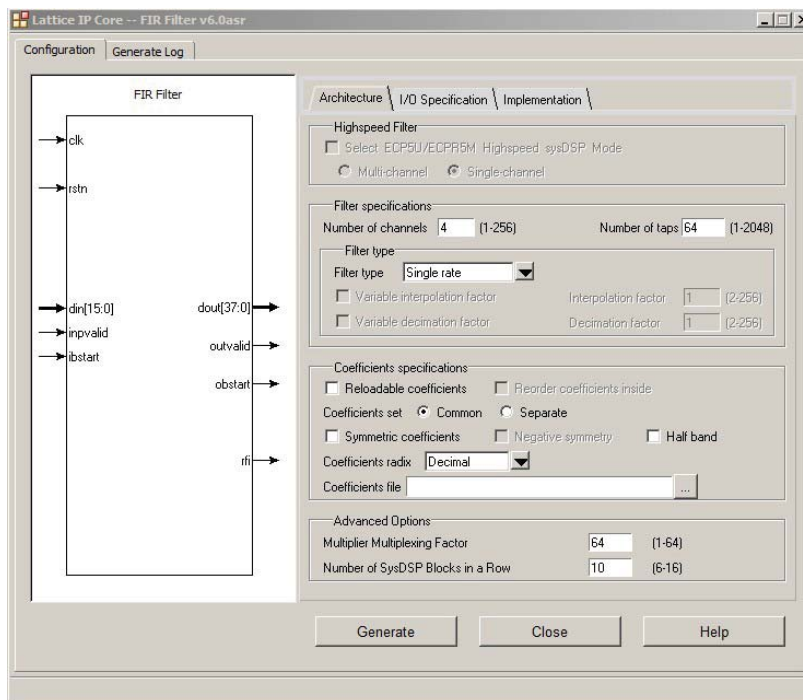 Lattice IP Core -- FIR Filter v6.0asr
Configuration
Generate Log
FIR Filter
clk
rstn
din[15:0]
dout[37:0]
inpvalid
outvalid
ibstart
obstart
rfi
Architecture
I/O Specification
Implementation
Highspeed Filter
Select ECP5U/ECPR5M Highspeed sysDSP Mode
Multi-channel Single-channel
Filter specifications
Number of channels 4 (1-256) Number of taps 64 (1-2048)
Filter type
Filter type Single rate
Variable interpolation factor Interpolation factor 1 (2-256)
Variable decimation factor Decimation factor 1 (2-256)
Coefficients specifications
Reloadable coefficients Reorder coefficients inside
Coefficients set Common Separate
Symmetric coefficients Negative symmetry Half band
Coefficients radix Decimal
Coefficients file ...
Advanced Options
Multiplier Multiplexing Factor 64 (1-64)
Number of SysDSP Blocks in a Row 10 (6-16)
Generate Close Help